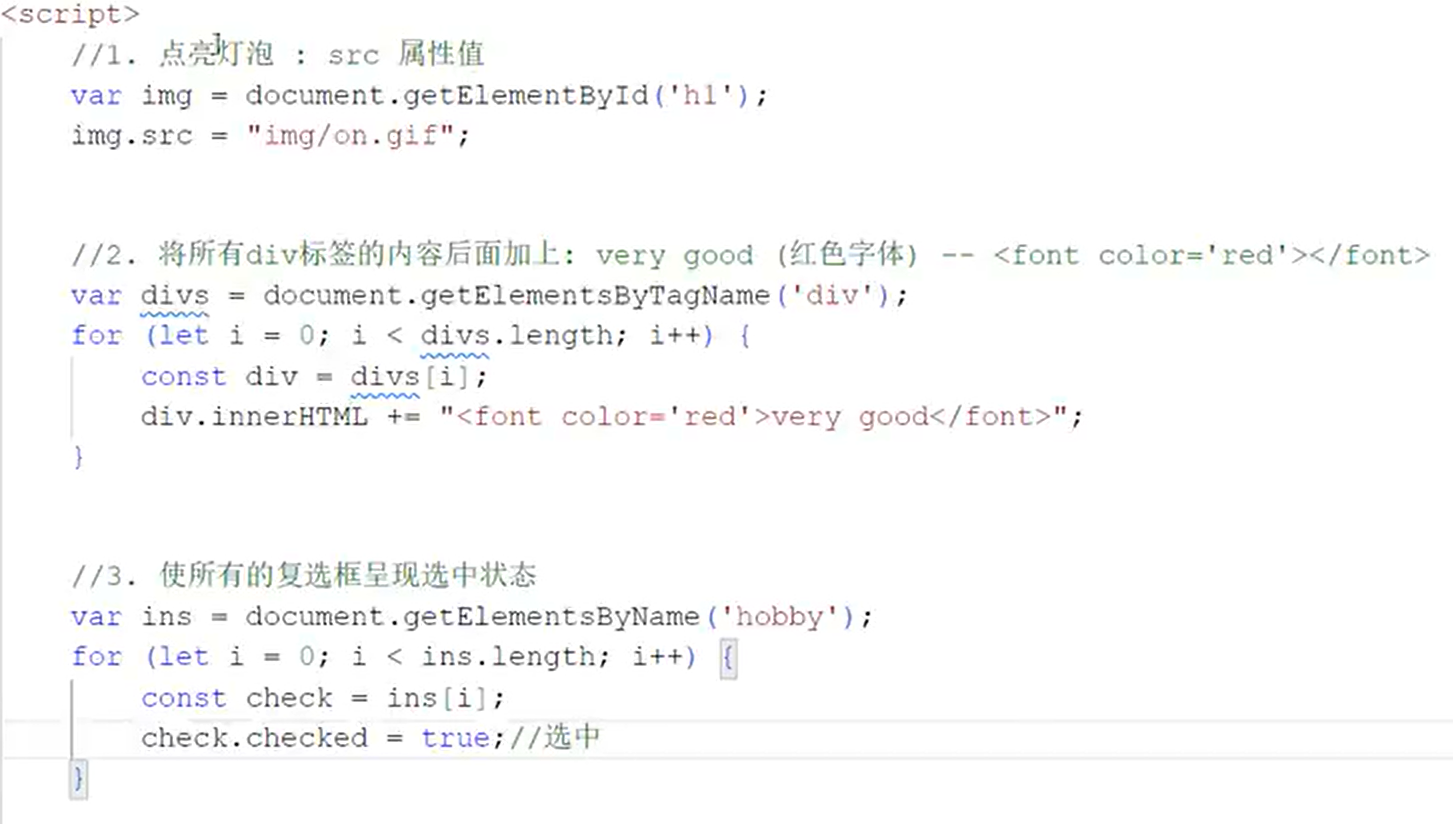 <script>
//1. 点亮灯泡 : src 属性值
var img = document.getElementById('h1');
img.src = "img/on.gif";
//2. 将所有div标签的内容后面加上: very good (红色字体) -- <font color='red'></font>
var divs = document.getElementsByTagName('div');
for (let i = 0; i < divs.length; i++) {
const div = divs[i];
div.innerHTML += "<font color='red'>very good</font>";
}
//3. 使所有的复选框呈现选中状态
var ins = document.getElementsByName('hobby');
for (let i = 0; i < ins.length; i++) {
const check = ins[i];
check.checked = true;//选中
}